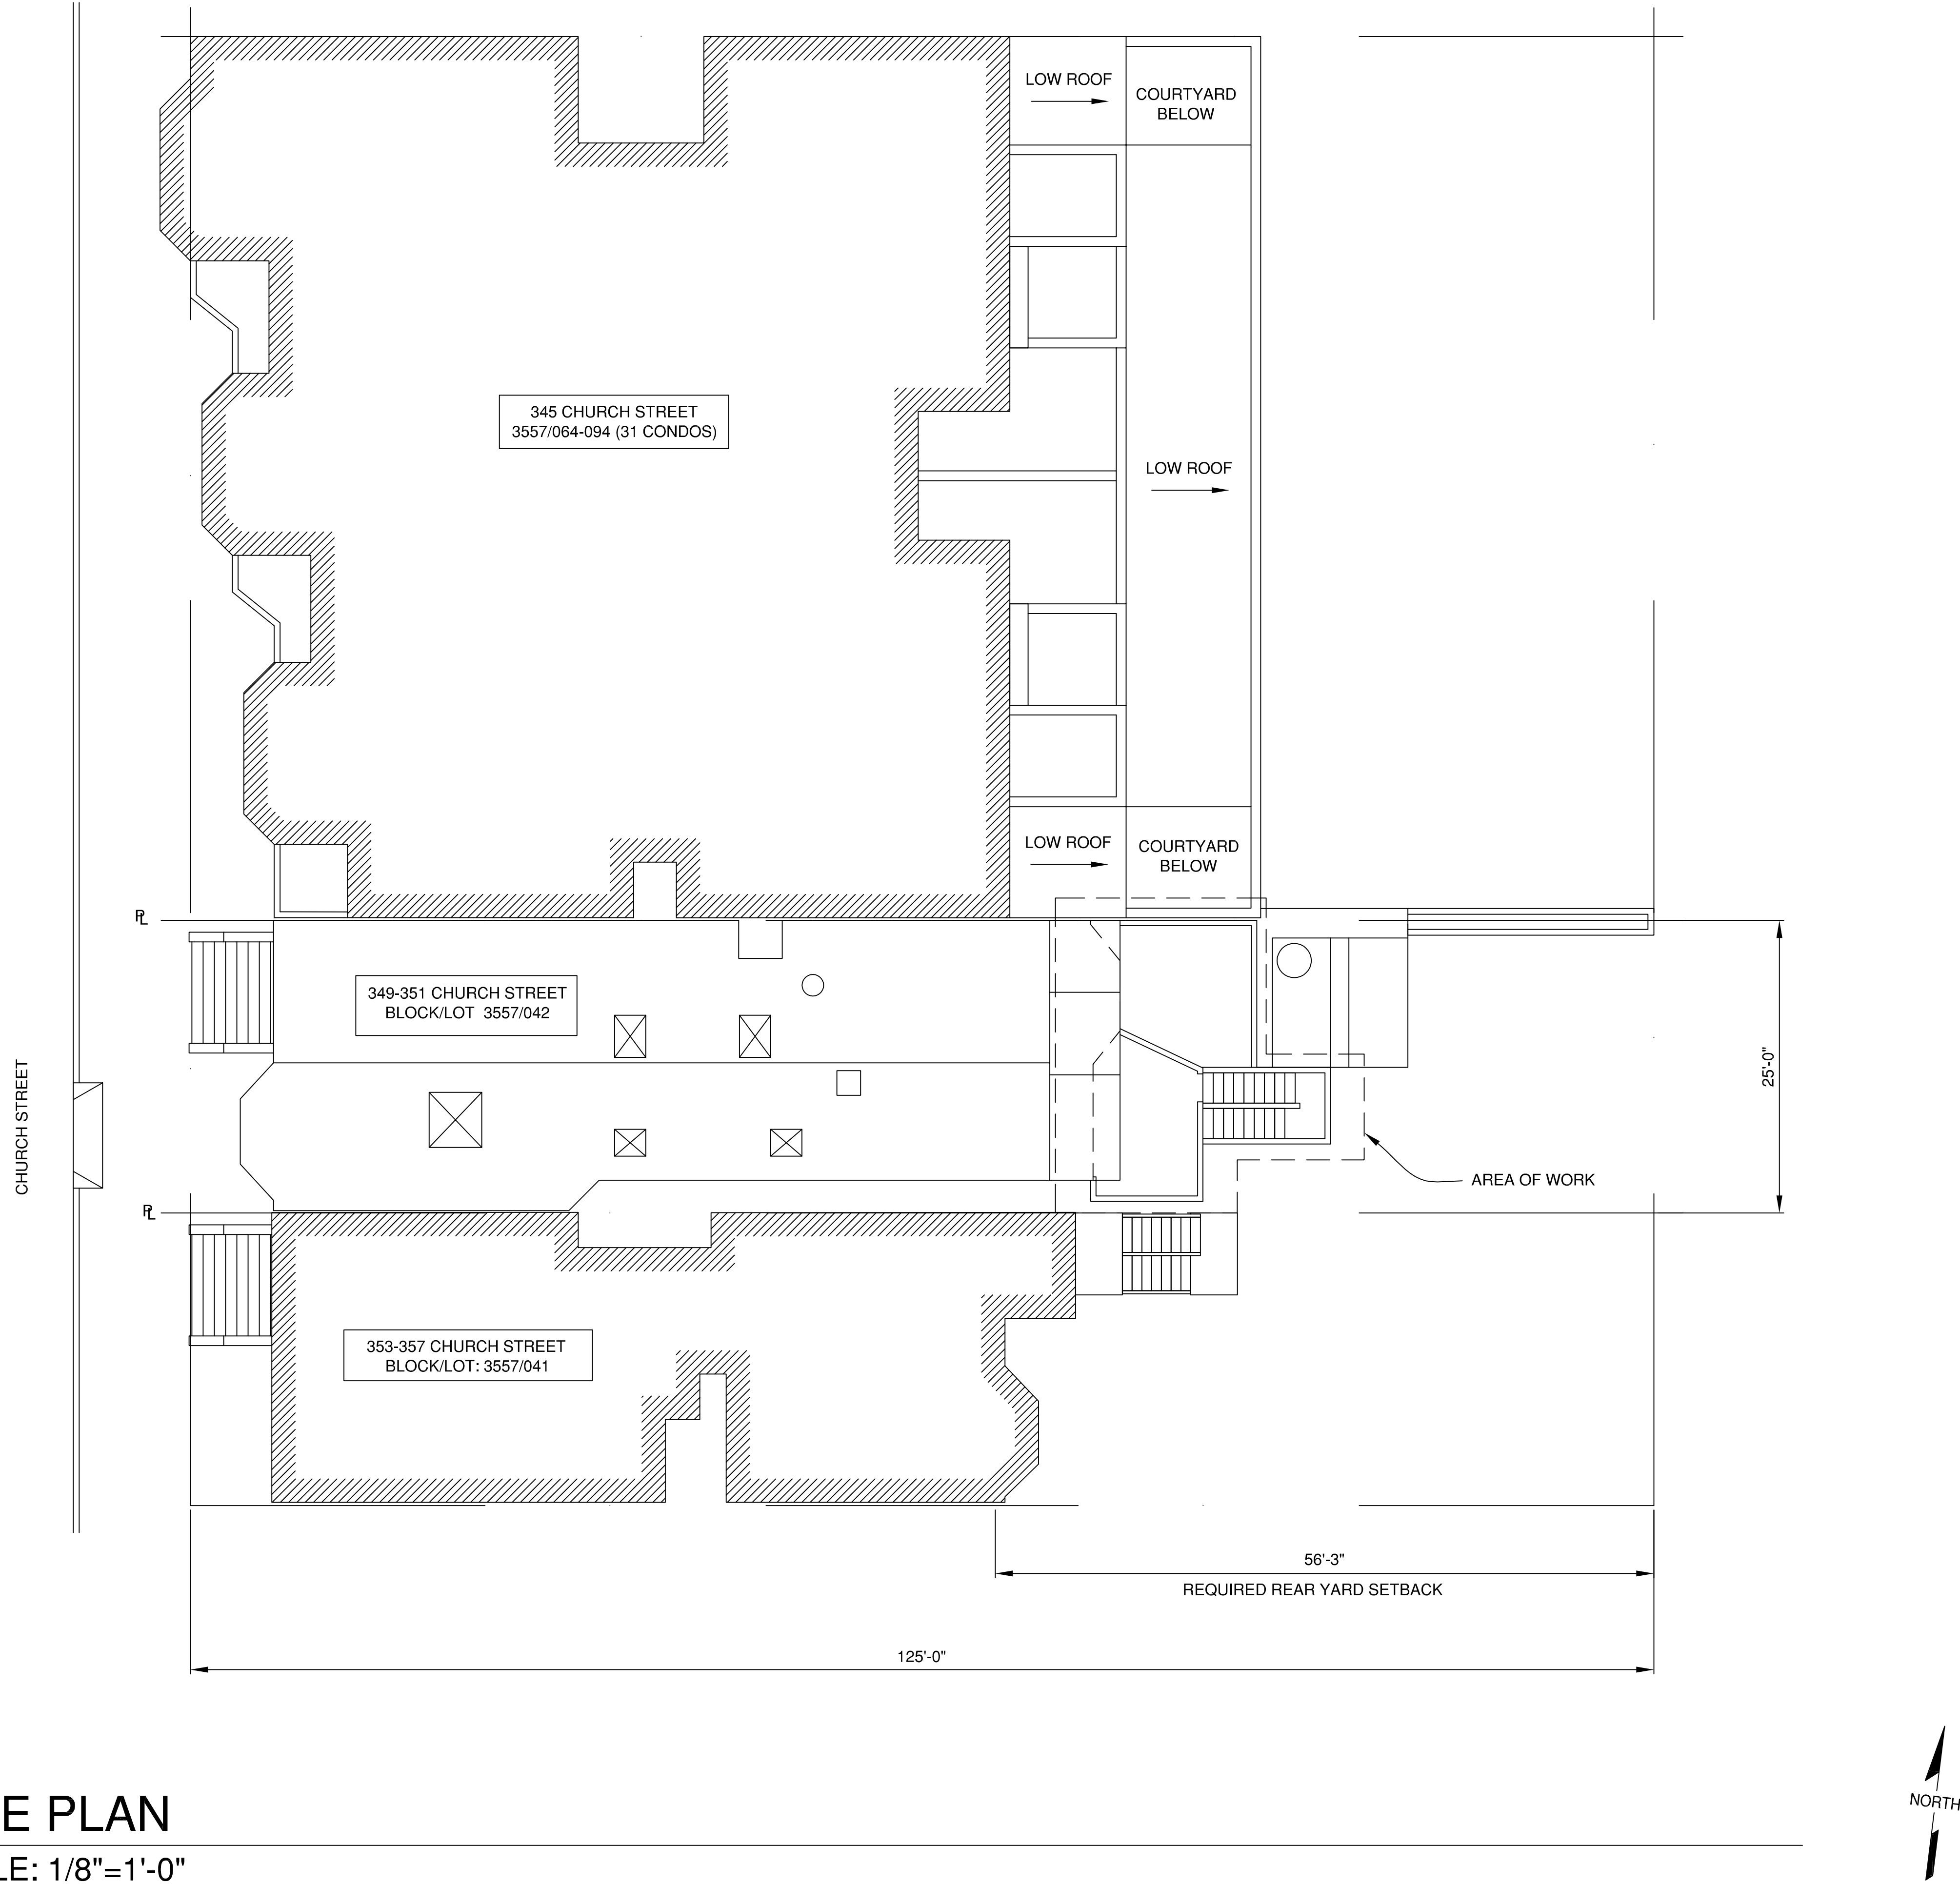 LOW ROOF
COURTYARD
BELOW
345 CHURCH STREET
3557/064-094 (31 CONDOS)
LOW ROOF
LOW ROOF
COURTYARD
BELOW
PL
349-351 CHURCH STREET
BLOCK/LOT 3557/042
25'-0"
CHURCH STREET
AREA OF WORK
PL
353-357 CHURCH STREET
BLOCK/LOT: 3557/041
56'-3"
REQUIRED REAR YARD SETBACK
125'-0"
NORTH
E PLAN
LE: 1/8"=1'-0"